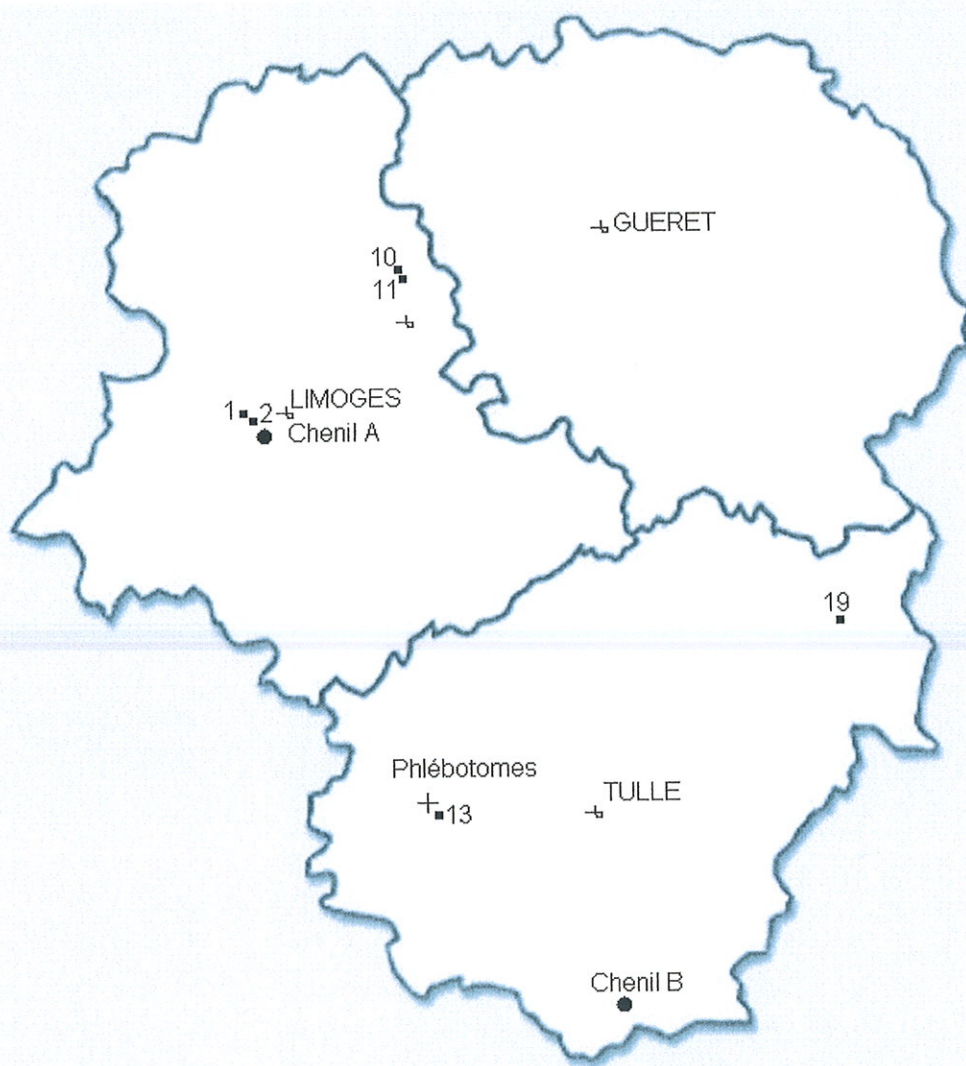 GUERET
10
11
LIMOGES
1
2
Chenil A
19
Phlébotomes
13
TULLE
Chenil B